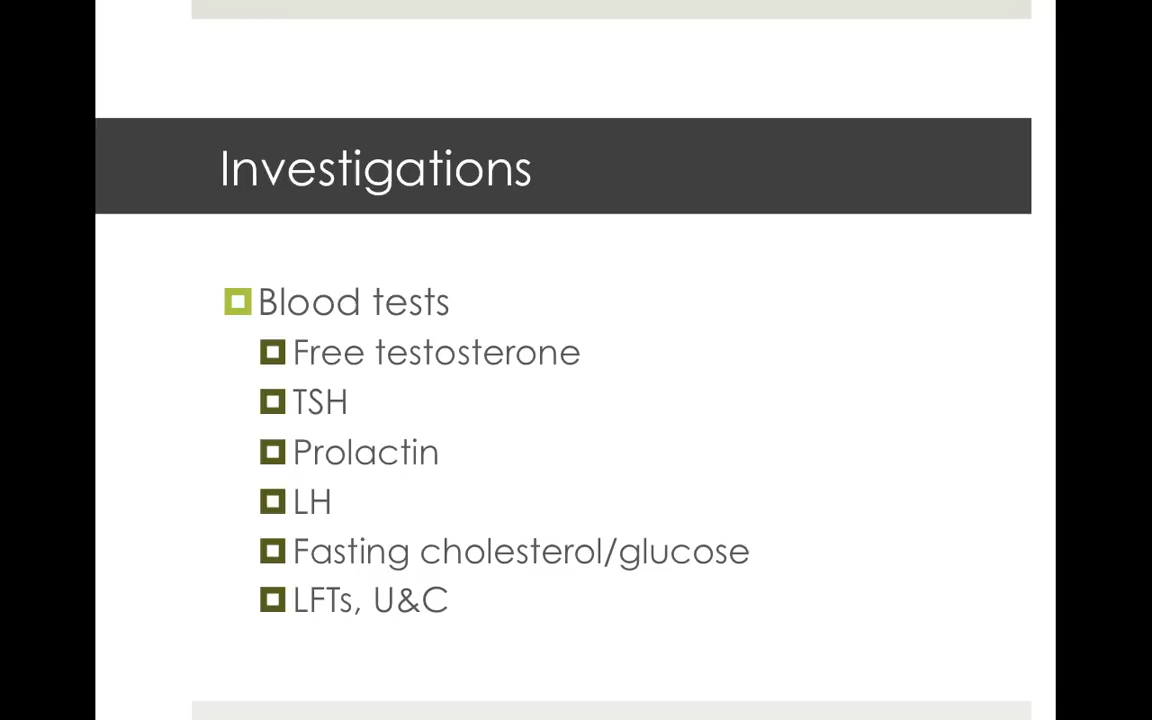 Investigations
Blood tests
Free testosterone
TSH
Prolactin
LH
Fasting cholesterol/glucose
LFTs, U&C